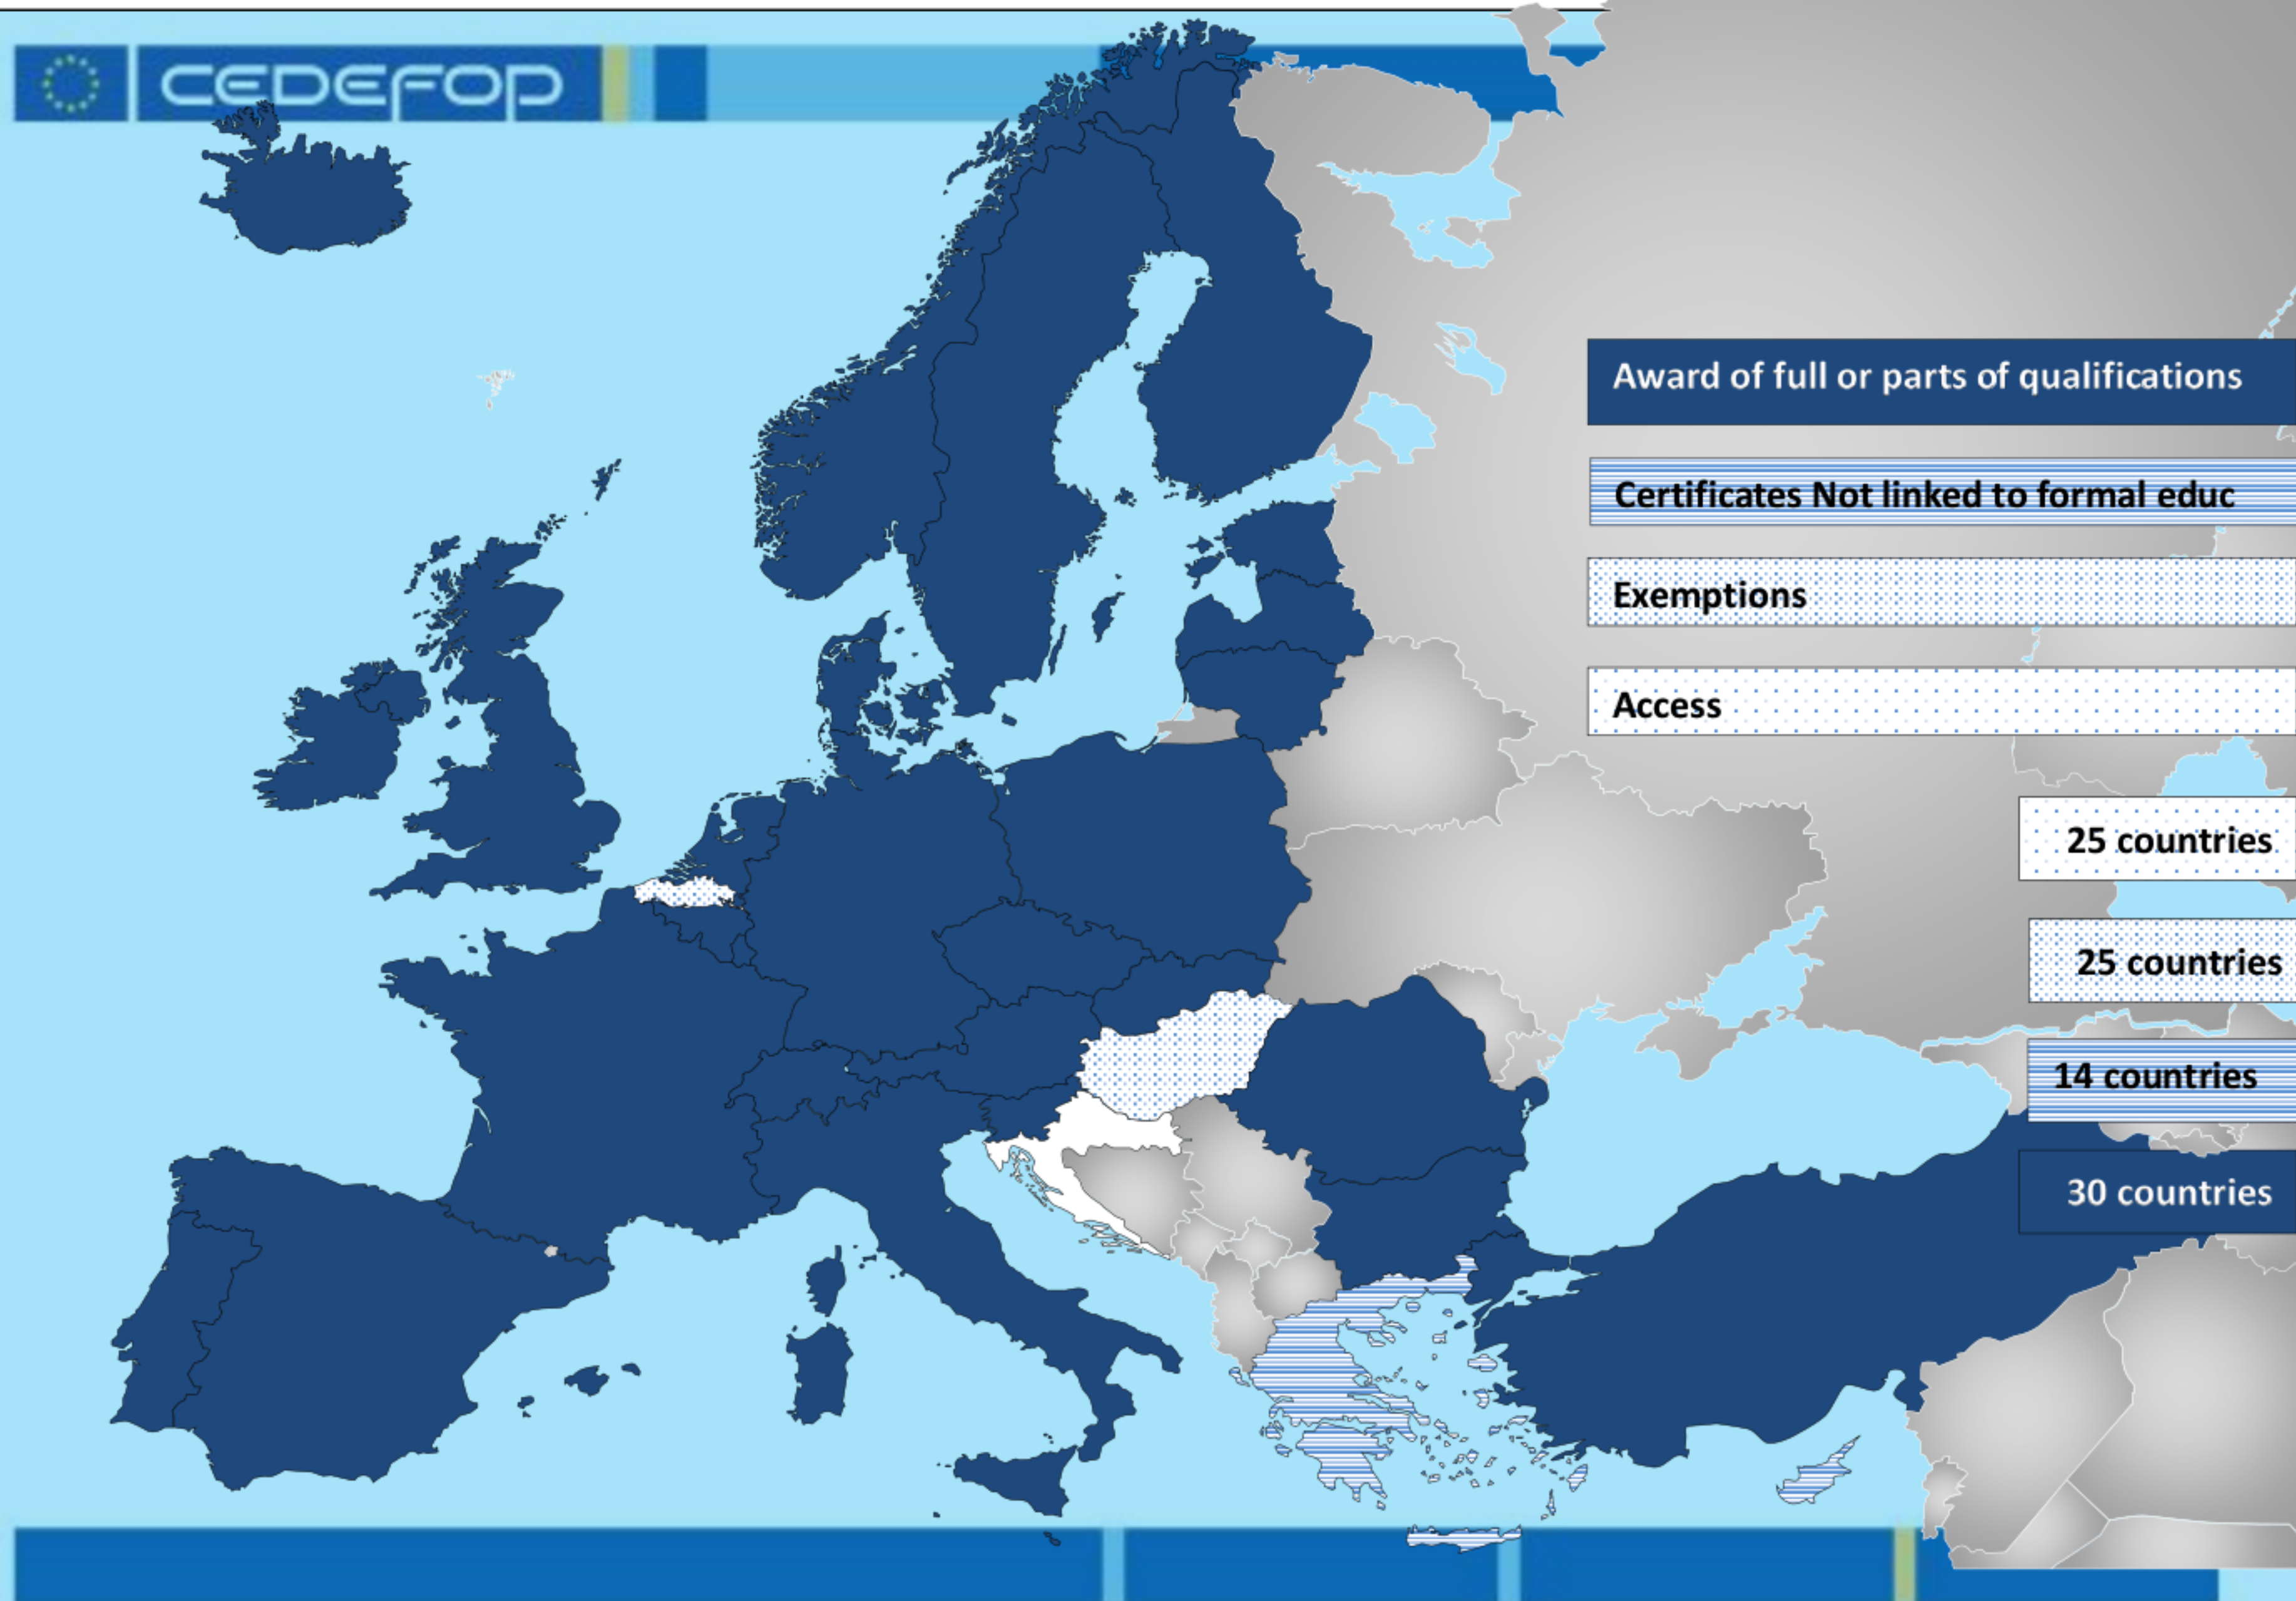 CEDEFOP
Award of full or parts of qualifications
Certificates Not linked to formal educ
Exemptions
Access
25 countries
25 countries
14 countries
30 countries